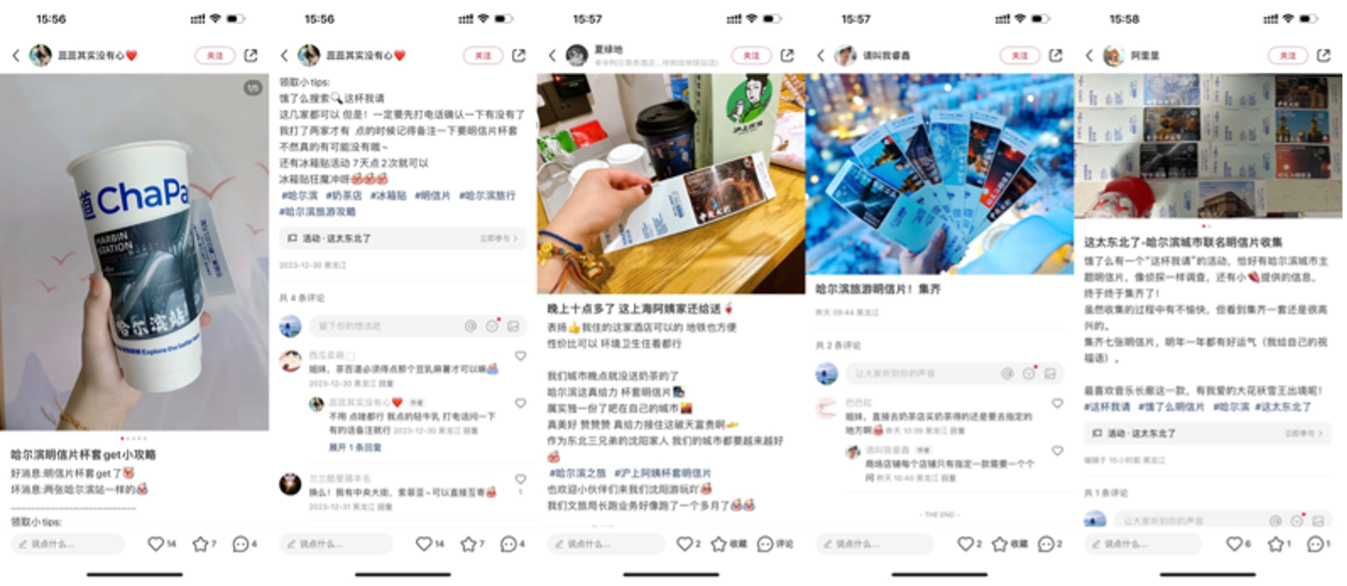 15:56
蕊蕊其实没有心❤️
关注
1/5
ChaPa
HARBIN
STATION
哈尔滨站
哈尔滨明信片杯套get小攻略
好消息:明信片杯套get了
坏消息:两张哈尔滨站一样的
领取小tips:
说点什么...
14
7
4
15:56
蕊蕊其实没有心❤️
关注
领取小tips:
饿了么搜索🔍这杯我请
这几家都可以 但是！一定要先打电话确认一下有没有了
我打了两家才有 点的时候记得备注一下要明信片杯套
不然真的有可能没有哦~
还有冰箱贴活动 7天点2次就可以
冰箱贴狂魔冲呀
#哈尔滨 #奶茶店 #冰箱贴 #明信片 #哈尔滨旅行
#哈尔滨旅游攻略
活动 · 这太东北了
立即参与 >
2023-12-30 黑龙江
共 4 条评论
留下你的想法吧
西瓜卖萌
姐妹，茶百道必须得点那个豆乳麻薯才可以嘛
2023-12-30 黑龙江 回复
蕊蕊其实没有心❤️ 作者
不用 点啥都行 我点的轻牛乳 打电话问一下
有的话备注就行 2023-12-30 黑龙江 回复
展开 1 条回复
换么！我有中央大街，索菲亚~可以直接互寄
2023-12-31 黑龙江 回复
1
说点什么...
14
7
4
15:57
夏绿地
关注
沪上阿姨
中央大街
晚上十点多了 这上海阿姨家还给送
表扬👍我住的这家酒店可以的 地铁也方便
性价比可以 环境卫生住着都行
我们城市晚点就没送奶茶的了
哈尔滨这真给力 杯套明信片
属实独一份了吧在自己的城市
真美好 赞赞赞 真给力接住这破天富贵啊
作为东北三兄弟的沈阳家人 我们的城市都要越来越好
#哈尔滨之旅 #沪上阿姨杯套明信片
也欢迎小伙伴们来我们沈阳游玩吖
我们文旅局长跑业务好像跑了一个多月了
说点什么...
2
收藏
评论
15:57
请叫我睿鑫
关注
哈尔滨旅游明信片！集齐
昨天 09:44 黑龙江
共 2 条评论
让大家听到你的声音
巴巴拉
姐妹，直接去奶茶店买奶茶得的还是要去指定的
地方啊 昨天 10:39 黑龙江 回复
请叫我睿鑫 作者
商场店铺每个店铺只有指定一款需要一个个
问 昨天 10:40 黑龙江 回复
- THE END -
说点什么...
2
收藏
2
15:58
阿里里
关注
这太东北了-哈尔滨城市联名明信片收集
饿了么有一个“这杯我请”的活动，恰好有哈尔滨城市主
题明信片，像侦探一样调查，还有小🍠提供的信息，
终于终于集齐了！
虽然收集的过程中有不愉快，但看到集齐一套还是很高
兴的。
集齐七张明信片，明年一年都有好运气（我给自己的祝
福语）。
最喜欢音乐长廊这一款，有我爱的大花袄雪王出境呢！
#这杯我请 #饿了么明信片 #哈尔滨 #这太东北了
活动 · 这太东北了
立即参与 >
编辑于 15小时前 黑龙江
共 1 条评论
让大家听到你的声音
说点什么...
6
1
1